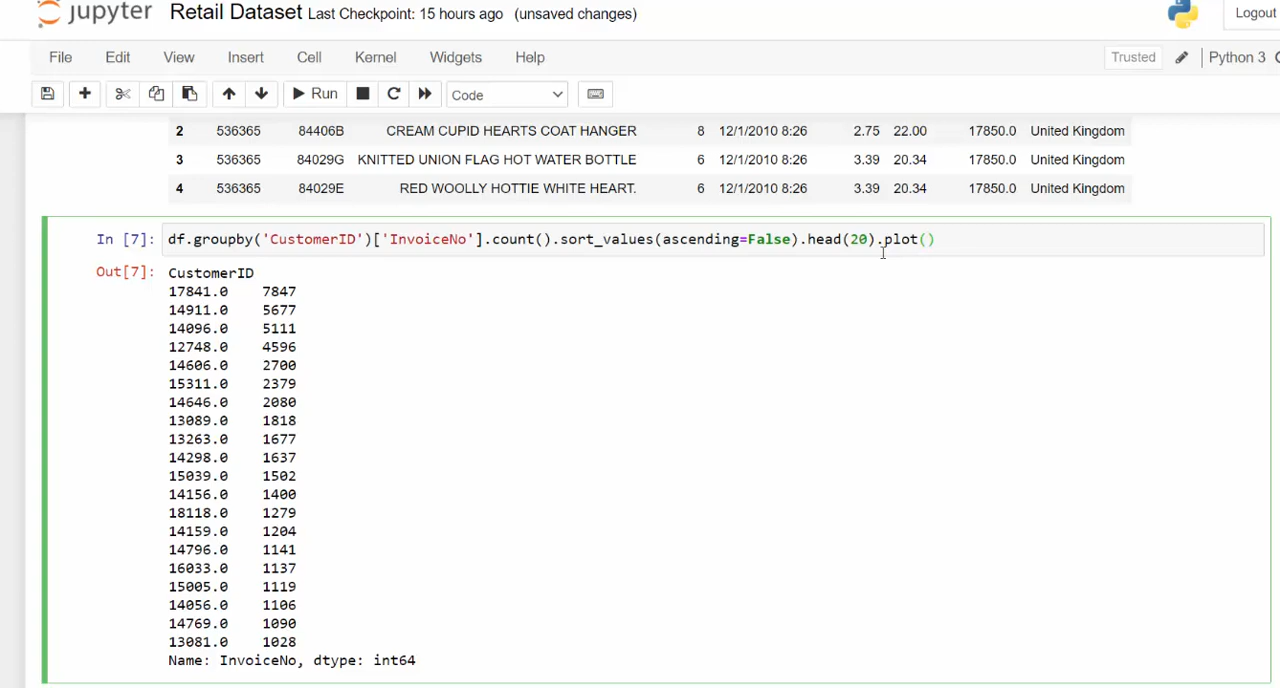 jupyter Retail Dataset Last Checkpoint: 15 hours ago (unsaved changes) Logout
File Edit View Insert Cell Kernel Widgets Help Trusted Python 3
Run Code
2 536365 84406B CREAM CUPID HEARTS COAT HANGER 8 12/1/2010 8:26 2.75 22.00 17850.0 United Kingdom
3 536365 84029G KNITTED UNION FLAG HOT WATER BOTTLE 6 12/1/2010 8:26 3.39 20.34 17850.0 United Kingdom
4 536365 84029E RED WOOLLY HOTTIE WHITE HEART. 6 12/1/2010 8:26 3.39 20.34 17850.0 United Kingdom
In [7]: df.groupby('CustomerID')['InvoiceNo'].count().sort_values(ascending=False).head(20).plot()
Out[7]: CustomerID
17841.0 7847
14911.0 5677
14096.0 5111
12748.0 4596
14606.0 2700
15311.0 2379
14646.0 2080
13089.0 1818
13263.0 1677
14298.0 1637
15039.0 1502
14156.0 1400
18118.0 1279
14159.0 1204
14796.0 1141
16033.0 1137
15005.0 1119
14056.0 1106
14769.0 1090
13081.0 1028
Name: InvoiceNo, dtype: int64